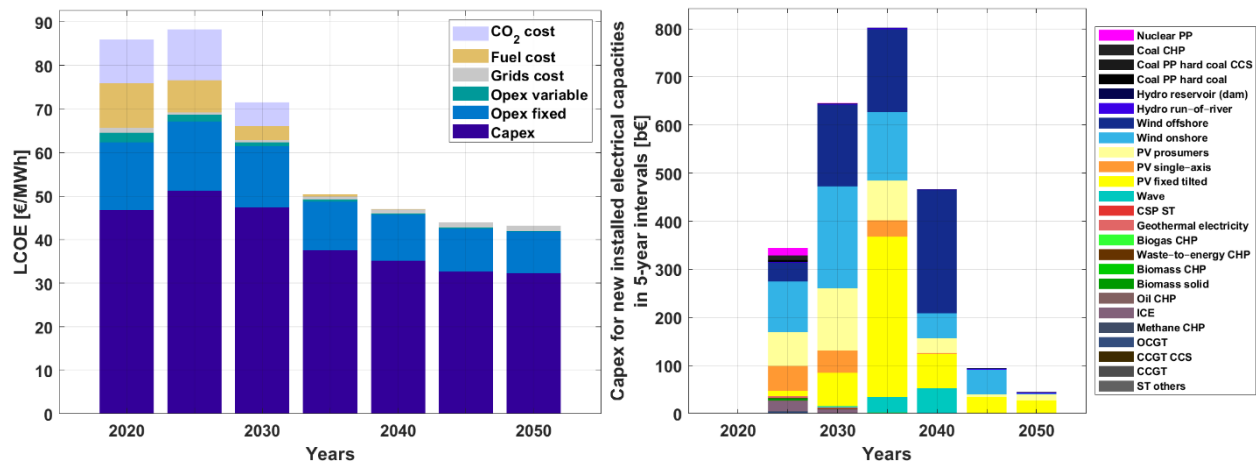 90
80
70
60
50
40
30
20
10
0
LCOE [€/MWh]
2020
2030
2040
2050
Years
CO2 cost
Fuel cost
Grids cost
Opex variable
Opex fixed
Capex
800
700
600
500
400
300
200
100
0
Capex for new installed electrical capacities
in 5-year intervals [b€]
2020
2030
2040
2050
Years
Nuclear PP
Coal CHP
Coal PP hard coal CCS
Coal PP hard coal
Hydro reservoir (dam)
Hydro run-of-river
Wind offshore
Wind onshore
PV prosumers
PV single-axis
PV fixed tilted
Wave
CSP ST
Geothermal electricity
Biogas CHP
Waste-to-energy CHP
Biomass CHP
Biomass solid
Oil CHP
ICE
Methane CHP
OCGT
CCGT CCS
CCGT
ST others